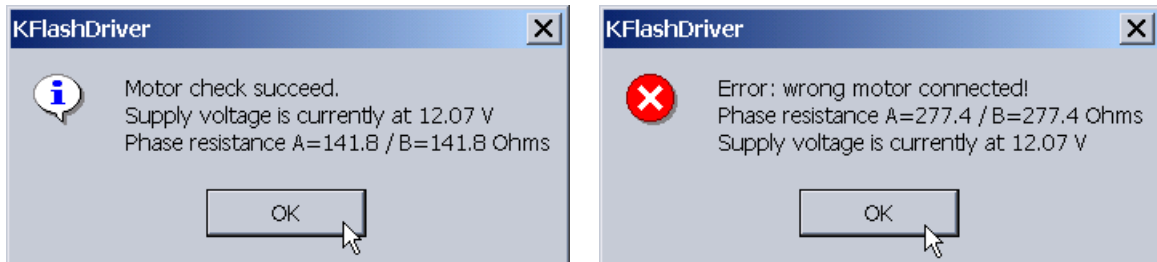 KFlashDriver
Motor check succeed.
Supply voltage is currently at 12.07 V
Phase resistance A=141.8 / B=141.8 Ohms
OK
KFlashDriver
Error: wrong motor connected!
Phase resistance A=277.4 / B=277.4 Ohms
Supply voltage is currently at 12.07 V
OK